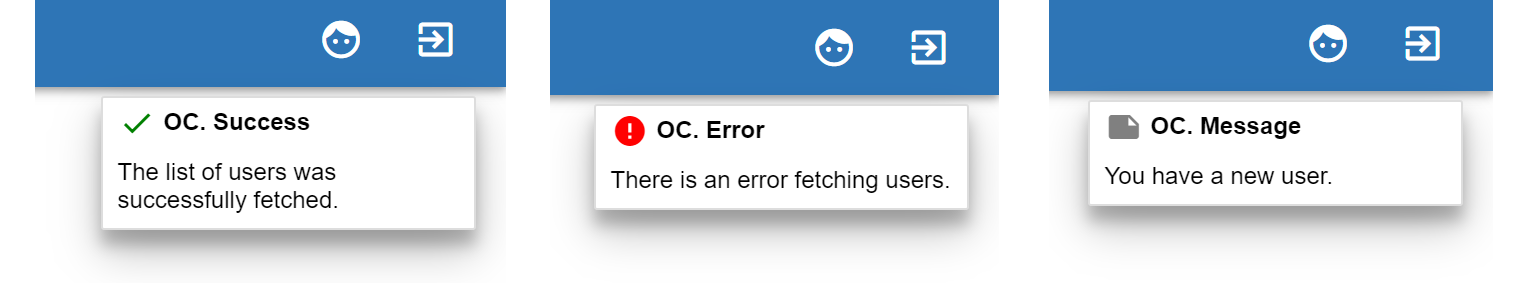 OC. Success
The list of users was
successfully fetched.
OC. Error
There is an error fetching users.
OC. Message
You have a new user.